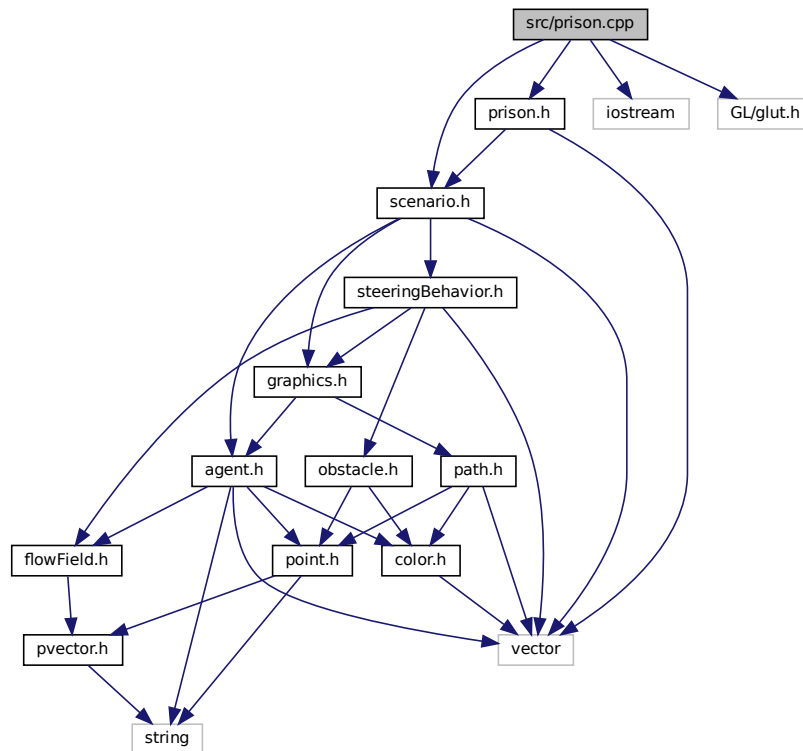 src/prison.cpp
prison.h
iostream
GL/glut.h
scenario.h
steeringBehavior.h
graphics.h
agent.h
obstacle.h
path.h
flowField.h
point.h
color.h
pvector.h
vector
string